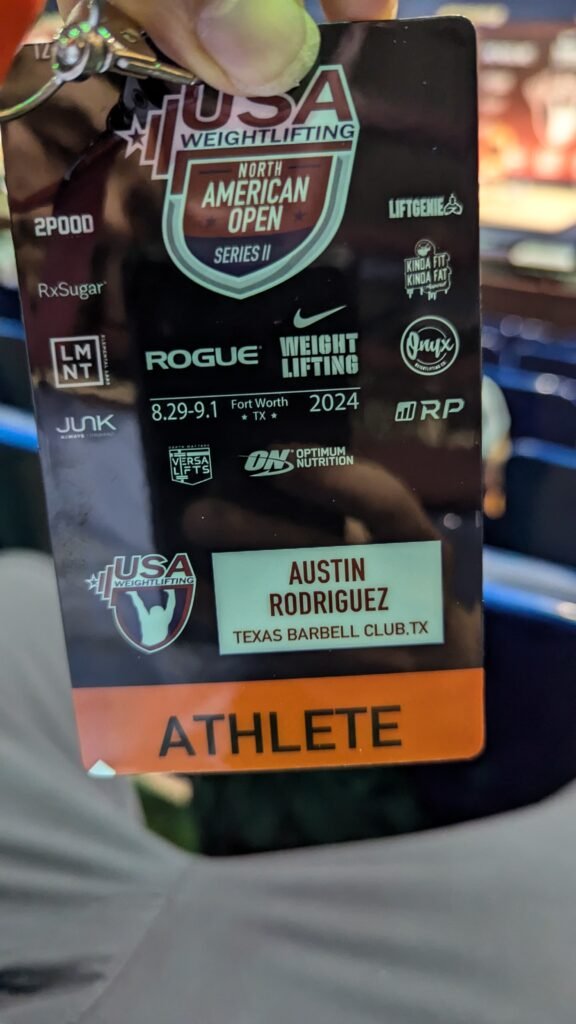 USA
WEIGHTLIFTING
NORTH
AMERICAN
OPEN
SERIES II
2POOD
LIFTGENIE
RxSugar
KINDA FIT
KINDA FAT
LMNT
ROGUE
WEIGHT
LIFTING
Onyx
8.29-9.1 Fort Worth TX 2024
JUNK
RP
VERSA
LIFTS
ON OPTIMUM
NUTRITION
USA
WEIGHTLIFTING
AUSTIN
RODRIGUEZ
TEXAS BARBELL CLUB.TX
ATHLETE